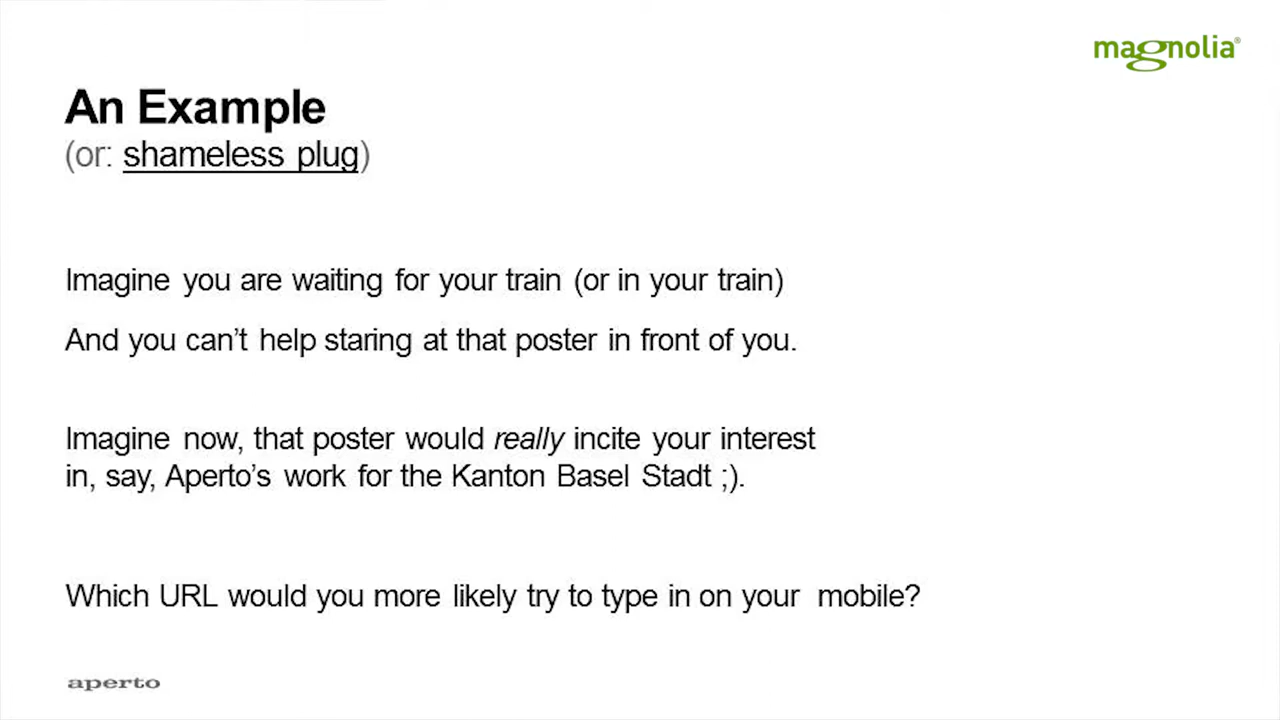 magnolia®
An Example
(or: shameless plug)
Imagine you are waiting for your train (or in your train)
And you can't help staring at that poster in front of you.
Imagine now, that poster would really incite your interest
in, say, Aperto's work for the Kanton Basel Stadt ;).
Which URL would you more likely try to type in on your mobile?
aperto